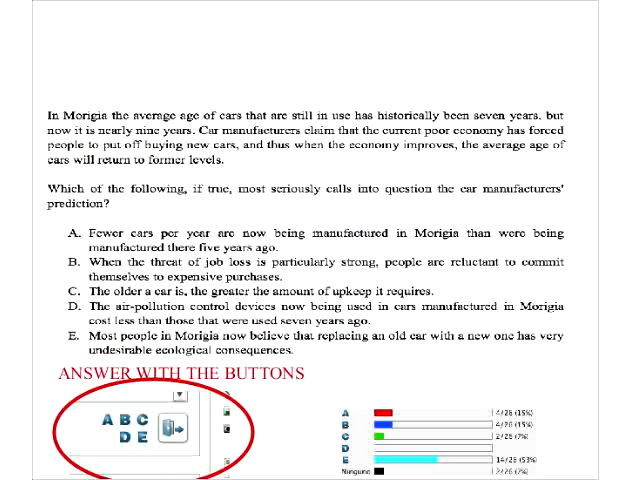 In Morigia the average age of cars that are still in use has historically been seven years, but
now it is nearly nine years. Car manufacturers claim that the current poor economy has forced
people to put off buying new cars, and thus when the economy improves, the average age of
cars will return to former levels.
Which of the following, if true, most seriously calls into question the car manufacturers'
prediction?
A. Fewer cars per year are now being manufactured in Morigia than were being
manufactured there five years ago.
B. When the threat of job loss is particularly strong, people are reluctant to commit
themselves to expensive purchases.
C. The older a car is, the greater the amount of upkeep it requires.
D. The air-pollution control devices now being used in cars manufactured in Morigia
cost less than those that were used seven years ago.
E. Most people in Morigia now believe that replacing an old car with a new one has very
undesirable ecological consequences.
ANSWER WITH THE BUTTONS
A B C
D E
A 4/26 (15%)
B 4/26 (15%)
C 2/26 (7%)
D
E 14/26 (53%)
Ninguno 2/26 (7%)